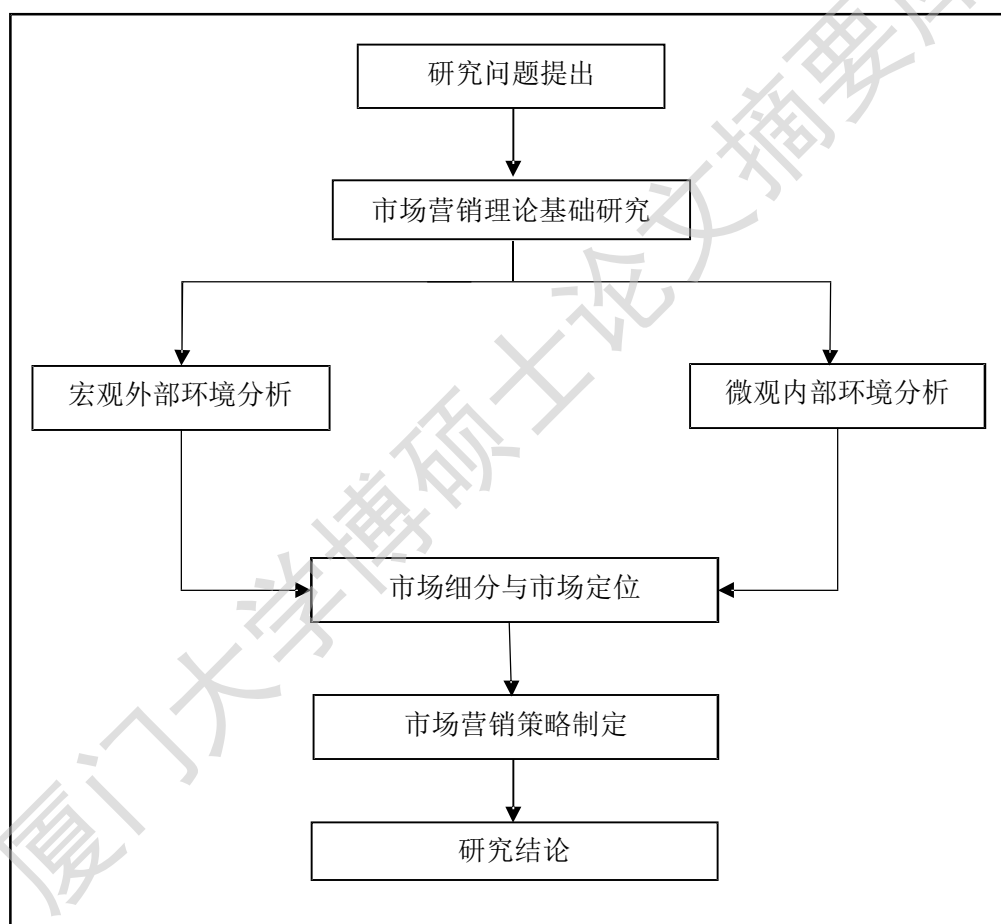 研究问题提出
市场营销理论基础研究
宏观外部环境分析
微观内部环境分析
市场细分与市场定位
市场营销策略制定
研究结论
厦门大学博硕士论文摘要库